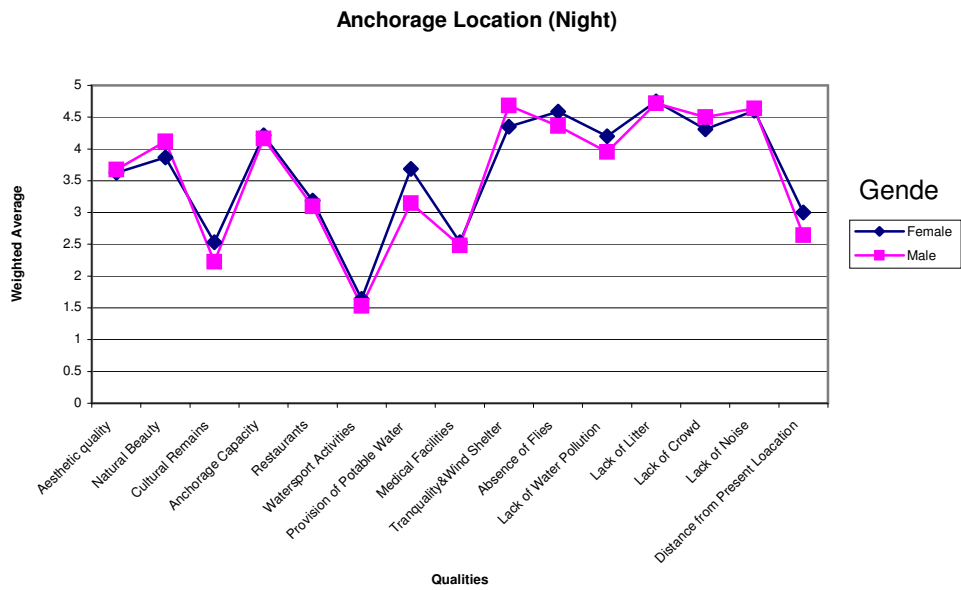 Anchorage Location (Night)
5
4.5
4
3.5
3
2.5
2
1.5
1
0.5
0
Weighted Average
Aesthetic quality
Natural Beauty
Cultural Remains
Anchorage Capacity
Restaurants
Watersport Activities
Provision of Potable Water
Medical Facilities
Tranquality&Wind Shelter
Absence of Flies
Lack of Water Pollution
Lack of Litter
Lack of Crowd
Lack of Noise
Distance from Present Loacation
Qualities
Gende
Female
Male